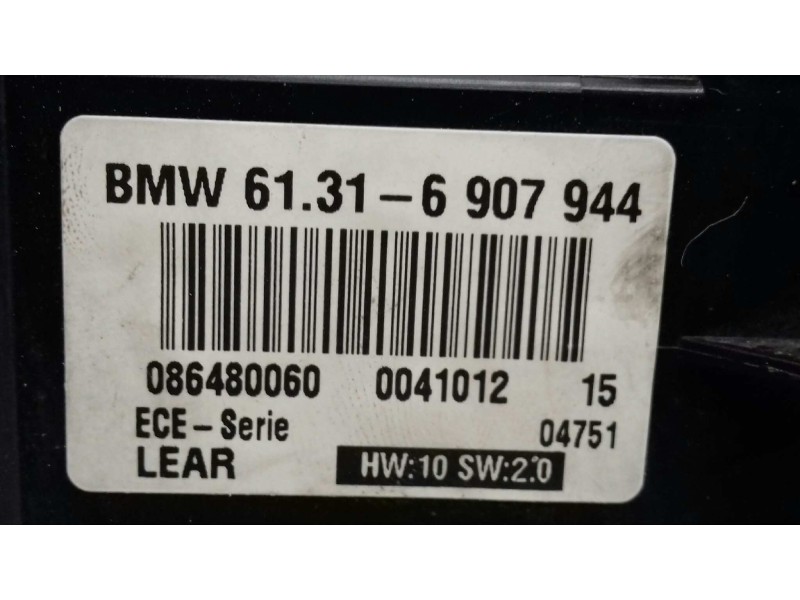 BMW 61.31-6 907 944
086480060 0041012 15
ECE-Serie 04751
LEAR HW:10 SW:2.0